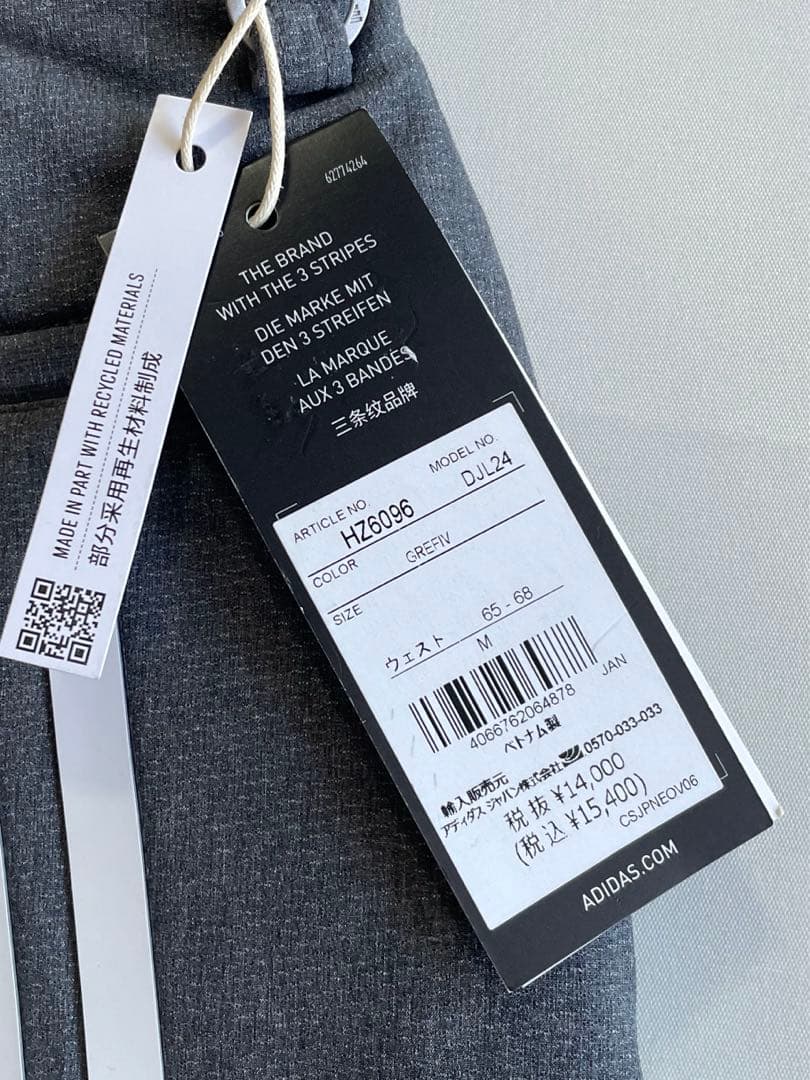 MADE IN PART WITH RECYCLED MATERIALS
部分采用再生材料制成
62774264
THE BRAND
WITH THE 3 STRIPES
DIE MARKE MIT
DEN 3 STREIFEN
LA MARQUE
AUX 3 BANDES
三条纹品牌
ARTICLE NO. MODEL NO.
HZ6096 DJL24
COLOR GREFIV
SIZE
ウェスト 65 - 68
M
JAN
4066762064878
ベトナム製
輸入販売元
アディダス ジャパン株式会社 0570-033-033
税抜 ¥14,000
(税込 ¥15,400)
CSJPNEOV06
ADIDAS.COM